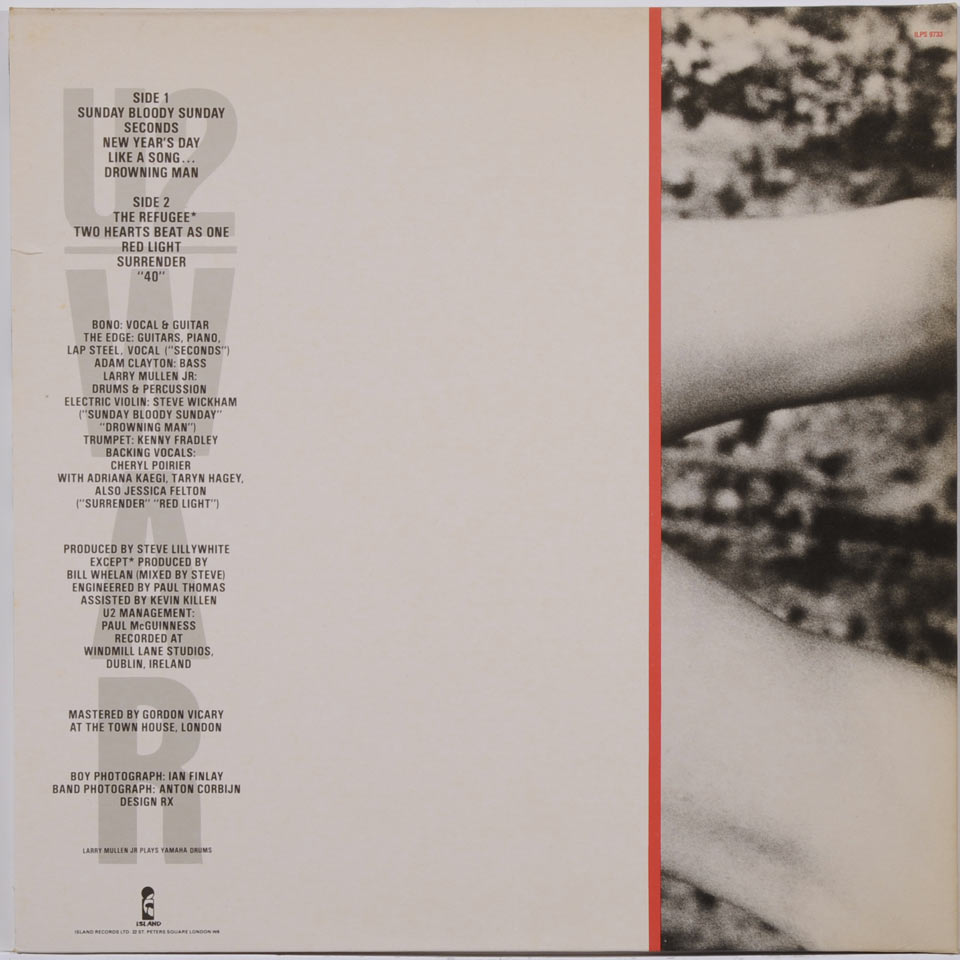 ILPS 9733
U2
WAR
SIDE 1
SUNDAY BLOODY SUNDAY
SECONDS
NEW YEAR'S DAY
LIKE A SONG...
DROWNING MAN
SIDE 2
THE REFUGEE*
TWO HEARTS BEAT AS ONE
RED LIGHT
SURRENDER
"40"
BONO: VOCAL & GUITAR
THE EDGE: GUITARS, PIANO,
LAP STEEL, VOCAL ("SECONDS")
ADAM CLAYTON: BASS
LARRY MULLEN JR:
DRUMS & PERCUSSION
ELECTRIC VIOLIN: STEVE WICKHAM
("SUNDAY BLOODY SUNDAY"
"DROWNING MAN")
TRUMPET: KENNY FRADLEY
BACKING VOCALS:
CHERYL POIRIER
WITH ADRIANA KAEGI, TARYN HAGEY,
ALSO JESSICA FELTON
("SURRENDER" "RED LIGHT")
PRODUCED BY STEVE LILLYWHITE
EXCEPT* PRODUCED BY
BILL WHELAN (MIXED BY STEVE)
ENGINEERED BY PAUL THOMAS
ASSISTED BY KEVIN KILLEN
U2 MANAGEMENT:
PAUL McGUINNESS
RECORDED AT
WINDMILL LANE STUDIOS,
DUBLIN, IRELAND
MASTERED BY GORDON VICARY
AT THE TOWN HOUSE, LONDON
BOY PHOTOGRAPH: IAN FINLAY
BAND PHOTOGRAPH: ANTON CORBIJN
DESIGN RX
LARRY MULLEN JR PLAYS YAMAHA DRUMS
ISLAND
ISLAND RECORDS LTD. 22 ST. PETERS SQUARE LONDON W6